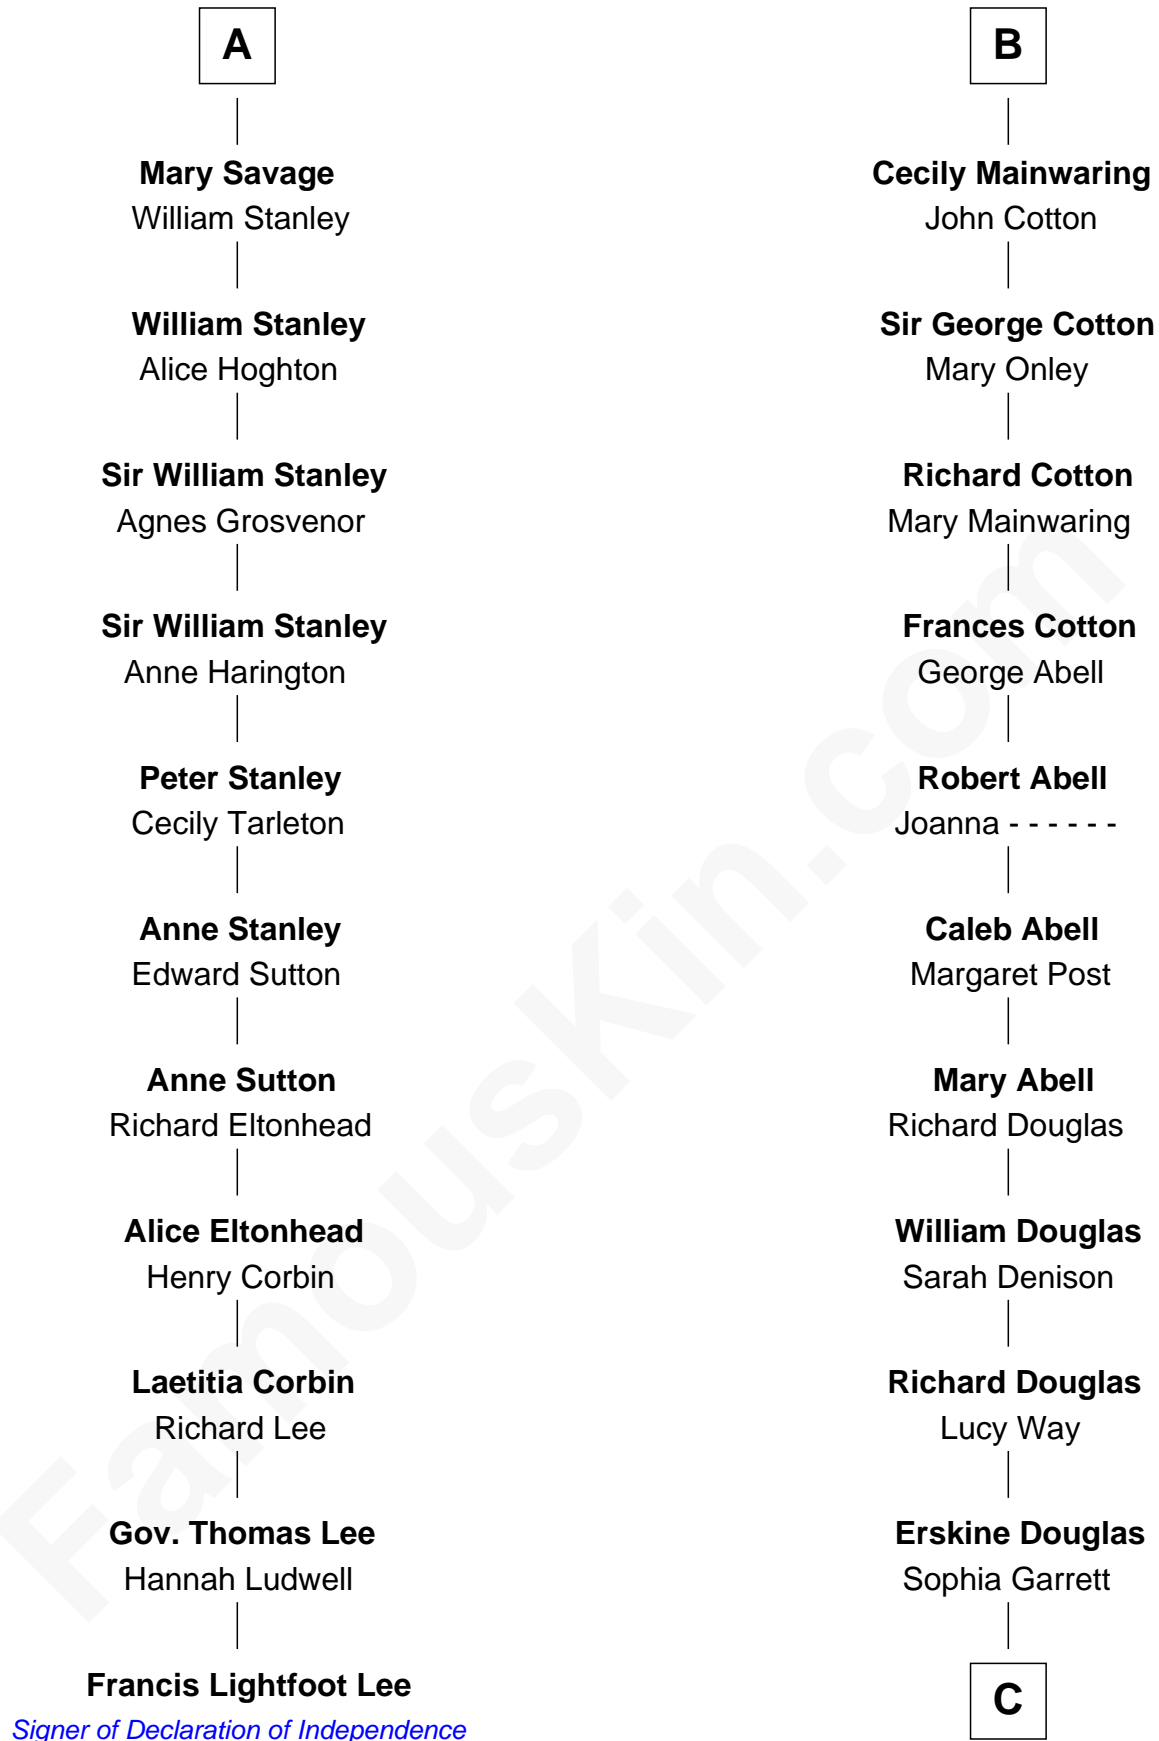 A
Mary Savage
William Stanley
William Stanley
Alice Hoghton
Sir William Stanley
Agnes Grosvenor
Sir William Stanley
Anne Harington
Peter Stanley
Cecily Tarleton
Anne Stanley
Edward Sutton
Anne Sutton
Richard Eltonhead
Alice Eltonhead
Henry Corbin
Laetitia Corbin
Richard Lee
Gov. Thomas Lee
Hannah Ludwell
Francis Lightfoot Lee
Signer of Declaration of Independence
B
Cecily Mainwaring
John Cotton
Sir George Cotton
Mary Onley
Richard Cotton
Mary Mainwaring
Frances Cotton
George Abell
Robert Abell
Joanna - - - - - -
Caleb Abell
Margaret Post
Mary Abell
Richard Douglas
William Douglas
Sarah Denison
Richard Douglas
Lucy Way
Erskine Douglas
Sophia Garrett
C
FamousKin.com